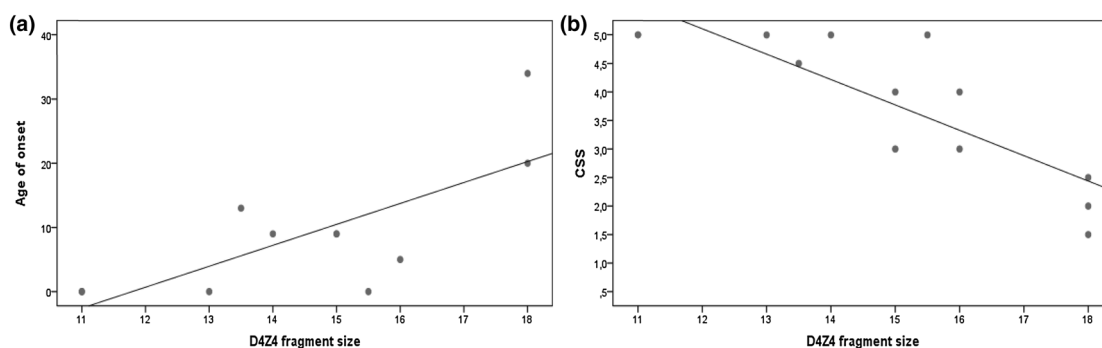 (a)
Age of onset
40
30
20
10
0
11 12 13 14 15 16 17 18
D4Z4 fragment size
(b)
CSS
5,0
4,5
4,0
3,5
3,0
2,5
2,0
1,5
1,0
,5
11 12 13 14 15 16 17 18
D4Z4 fragment size